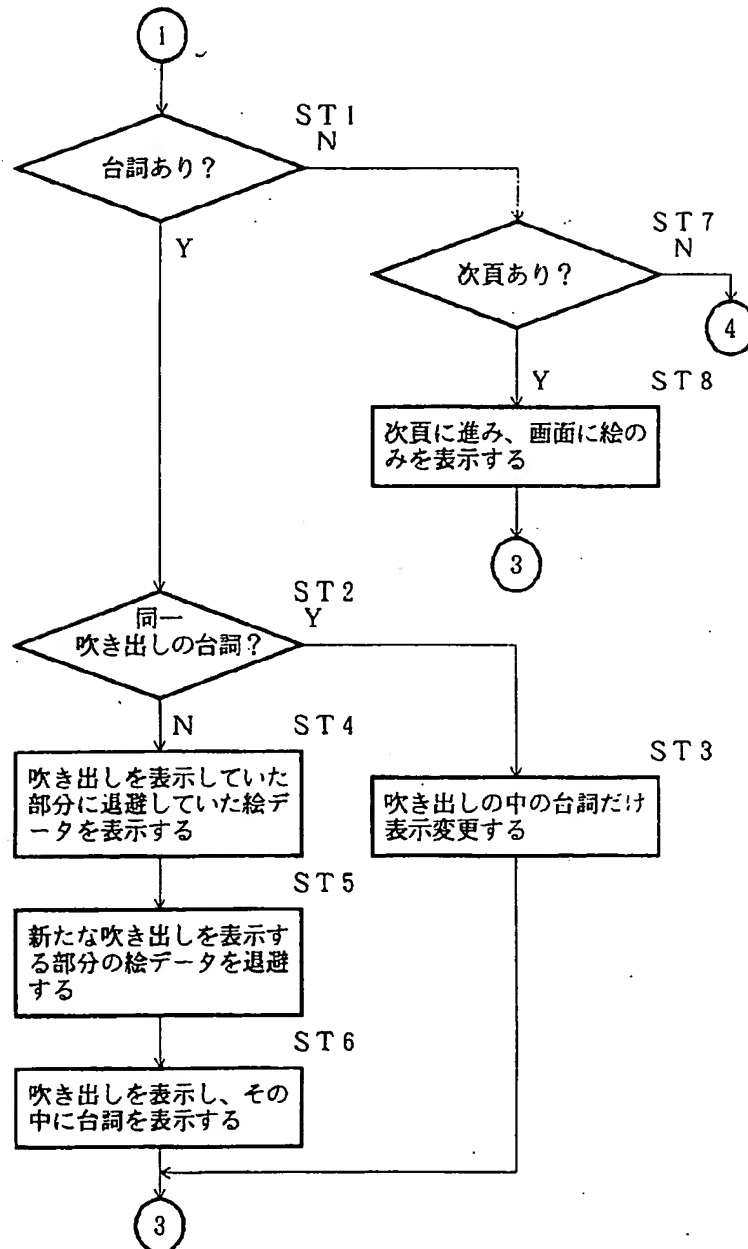 1
ST1
N
台詞あり?
Y
ST7
N
次頁あり?
4
Y
ST8
次頁に進み、画面に絵の
みを表示する
3
ST2
Y
同一
吹き出しの台詞?
N
ST4
吹き出しを表示していた
部分に退避していた絵デ
ータを表示する
ST3
吹き出しの中の台詞だけ
表示変更する
ST5
新たな吹き出しを表示す
る部分の絵データを退避
する
ST6
吹き出しを表示し、その
中に台詞を表示する
3